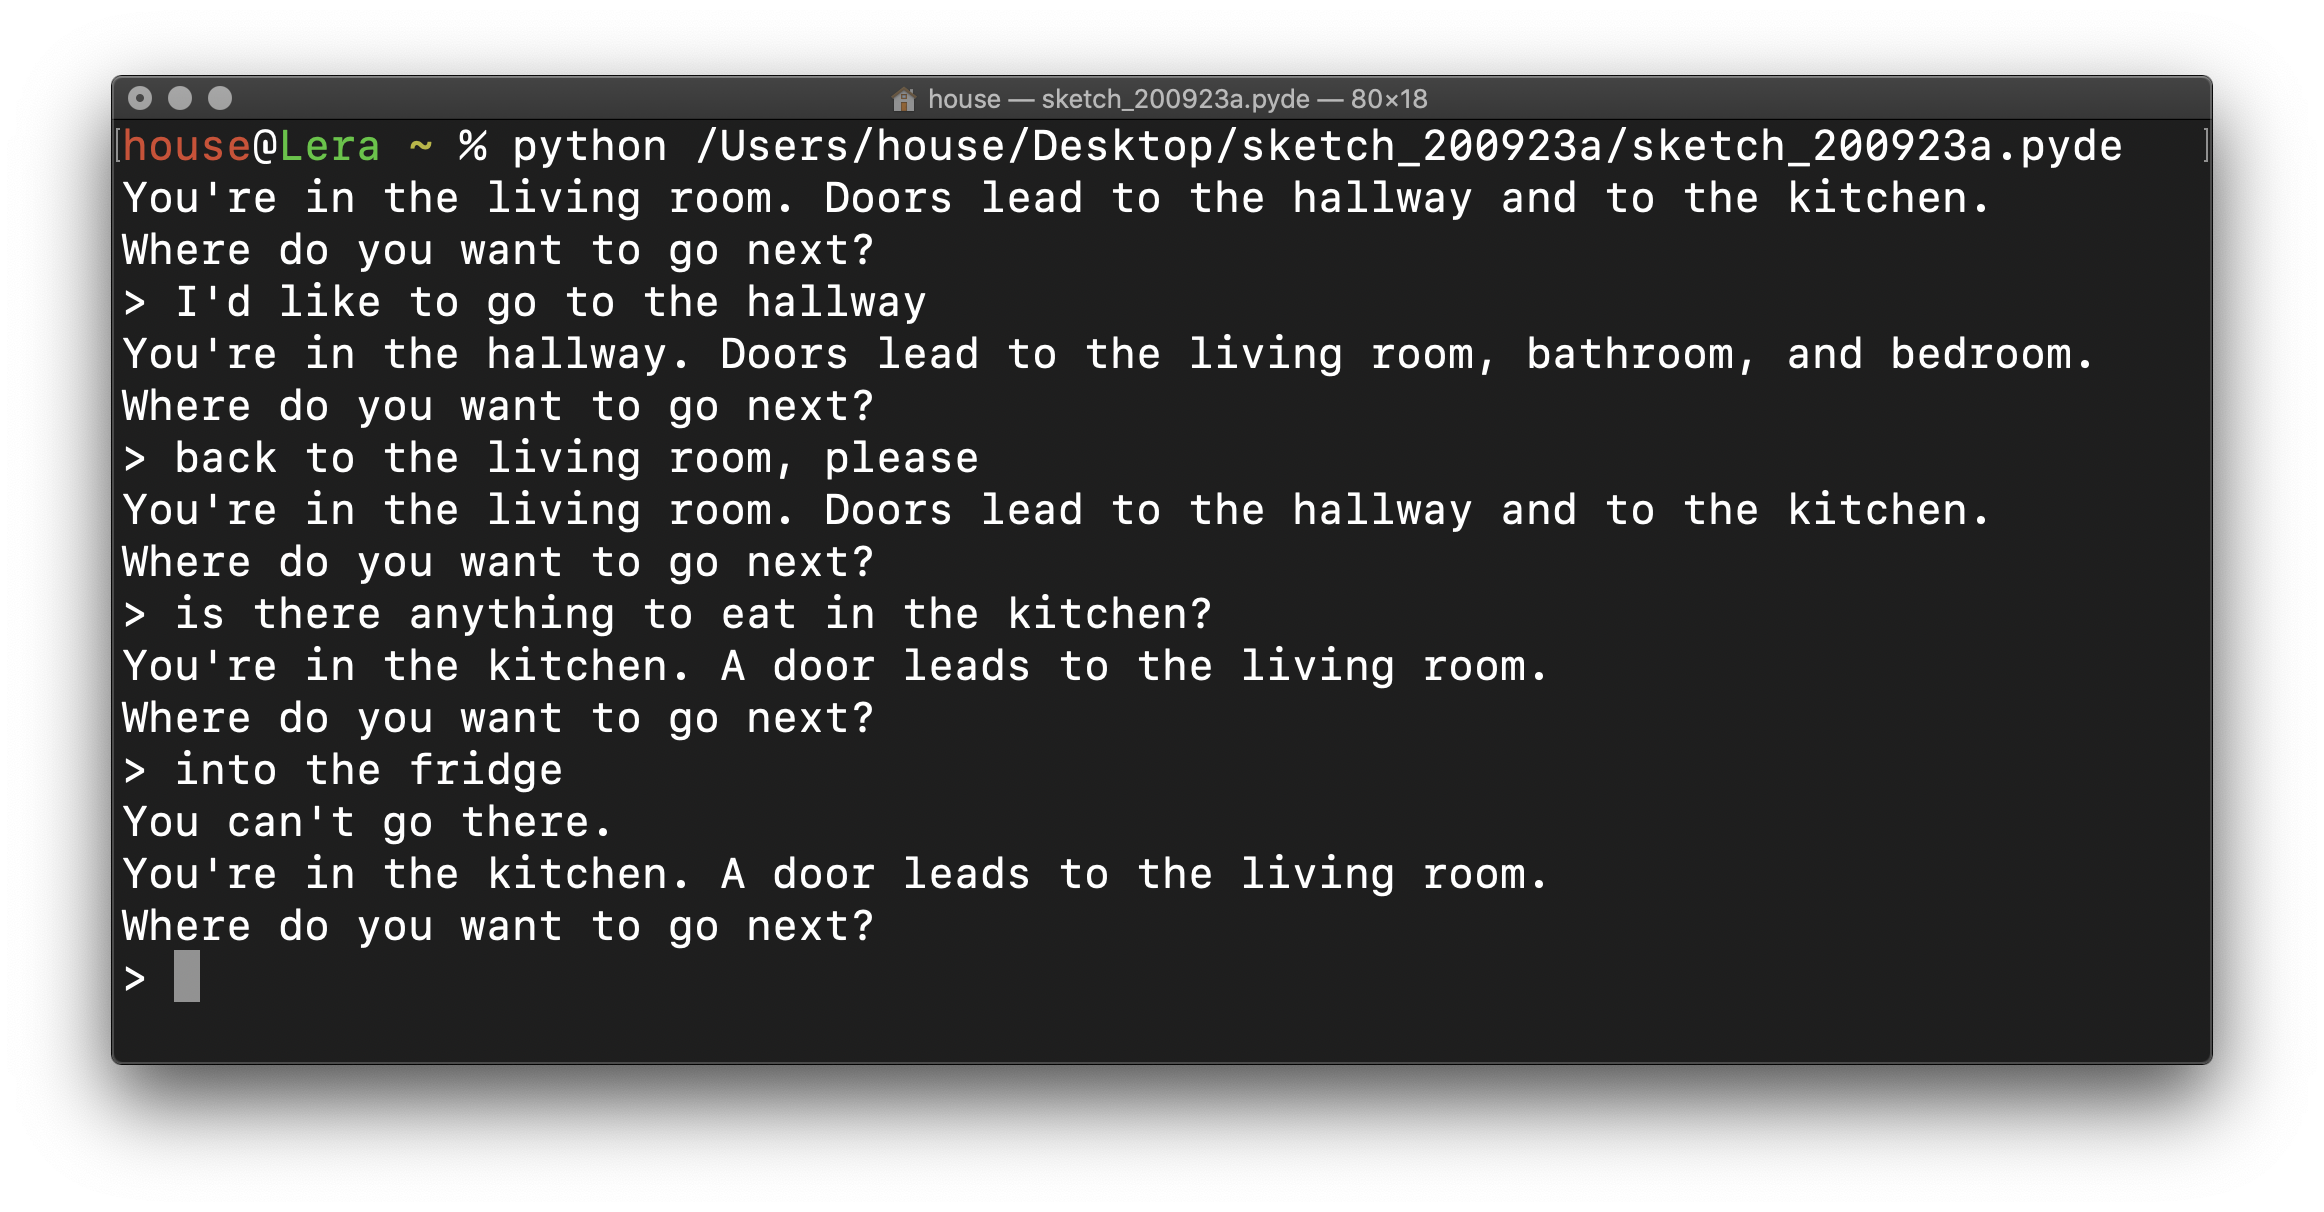 house — sketch_200923a.pyde — 80×18
house@Lera ~ % python /Users/house/Desktop/sketch_200923a/sketch_200923a.pyde
You're in the living room. Doors lead to the hallway and to the kitchen.
Where do you want to go next?
> I'd like to go to the hallway
You're in the hallway. Doors lead to the living room, bathroom, and bedroom.
Where do you want to go next?
> back to the living room, please
You're in the living room. Doors lead to the hallway and to the kitchen.
Where do you want to go next?
> is there anything to eat in the kitchen?
You're in the kitchen. A door leads to the living room.
Where do you want to go next?
> into the fridge
You can't go there.
You're in the kitchen. A door leads to the living room.
Where do you want to go next?
>